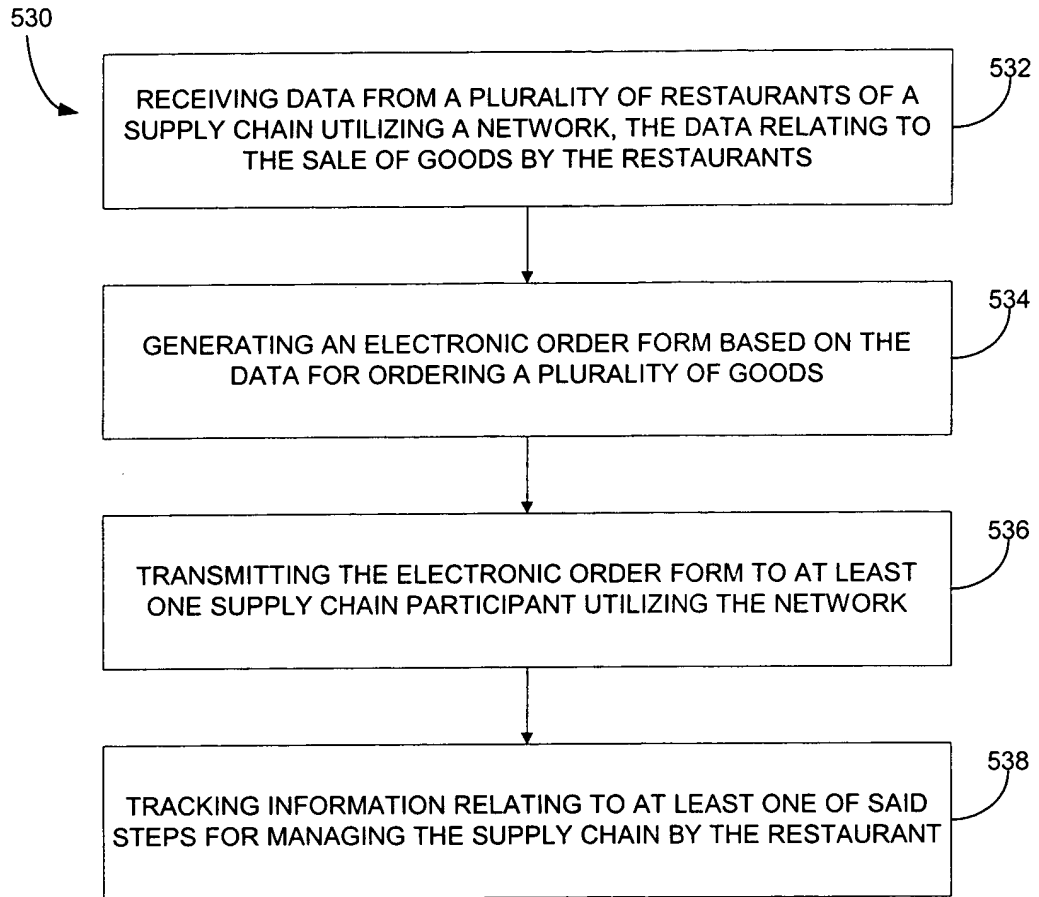 530
532
RECEIVING DATA FROM A PLURALITY OF RESTAURANTS OF A
SUPPLY CHAIN UTILIZING A NETWORK, THE DATA RELATING TO
THE SALE OF GOODS BY THE RESTAURANTS
534
GENERATING AN ELECTRONIC ORDER FORM BASED ON THE
DATA FOR ORDERING A PLURALITY OF GOODS
536
TRANSMITTING THE ELECTRONIC ORDER FORM TO AT LEAST
ONE SUPPLY CHAIN PARTICIPANT UTILIZING THE NETWORK
538
TRACKING INFORMATION RELATING TO AT LEAST ONE OF SAID
STEPS FOR MANAGING THE SUPPLY CHAIN BY THE RESTAURANT